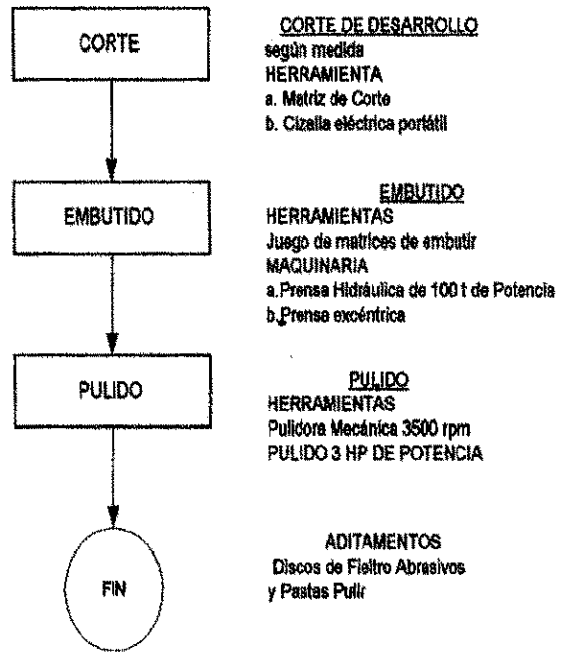 CORTE
CORTE DE DESARROLLO
según medida
HERRAMIENTA
a. Matriz de Corte
b. Cizalla eléctrica portátil
EMBUTIDO
EMBUTIDO
HERRAMIENTAS
Juego de matrices de embutir
MAQUINARIA
a.Prensa Hidráulica de 100 t de Potencia
b.Prensa excéntrica
PULIDO
PULIDO
HERRAMIENTAS
Pulidora Mecánica 3500 rpm
PULIDO 3 HP DE POTENCIA
FIN
ADITAMENTOS
Discos de Fieltro Abrasivos
y Pastas Pulir